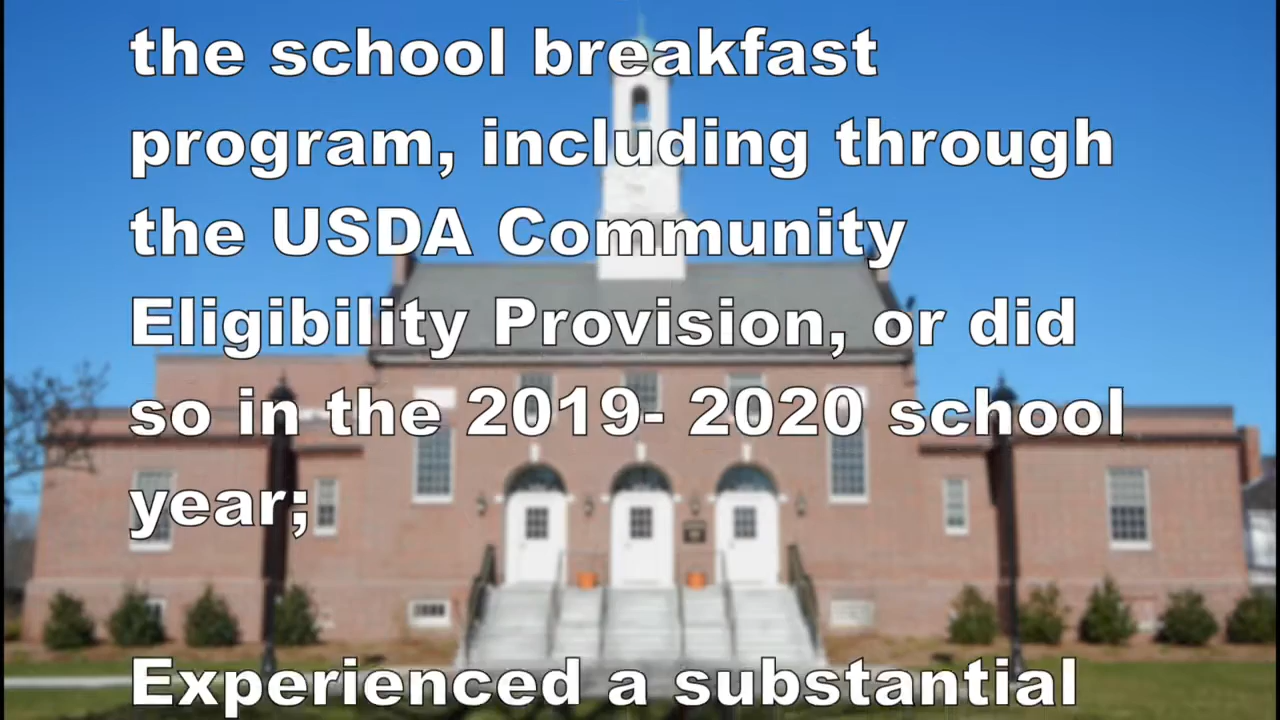 the school breakfast
program, including through
the USDA Community
Eligibility Provision, or did
so in the 2019- 2020 school
year;
Experienced a substantial